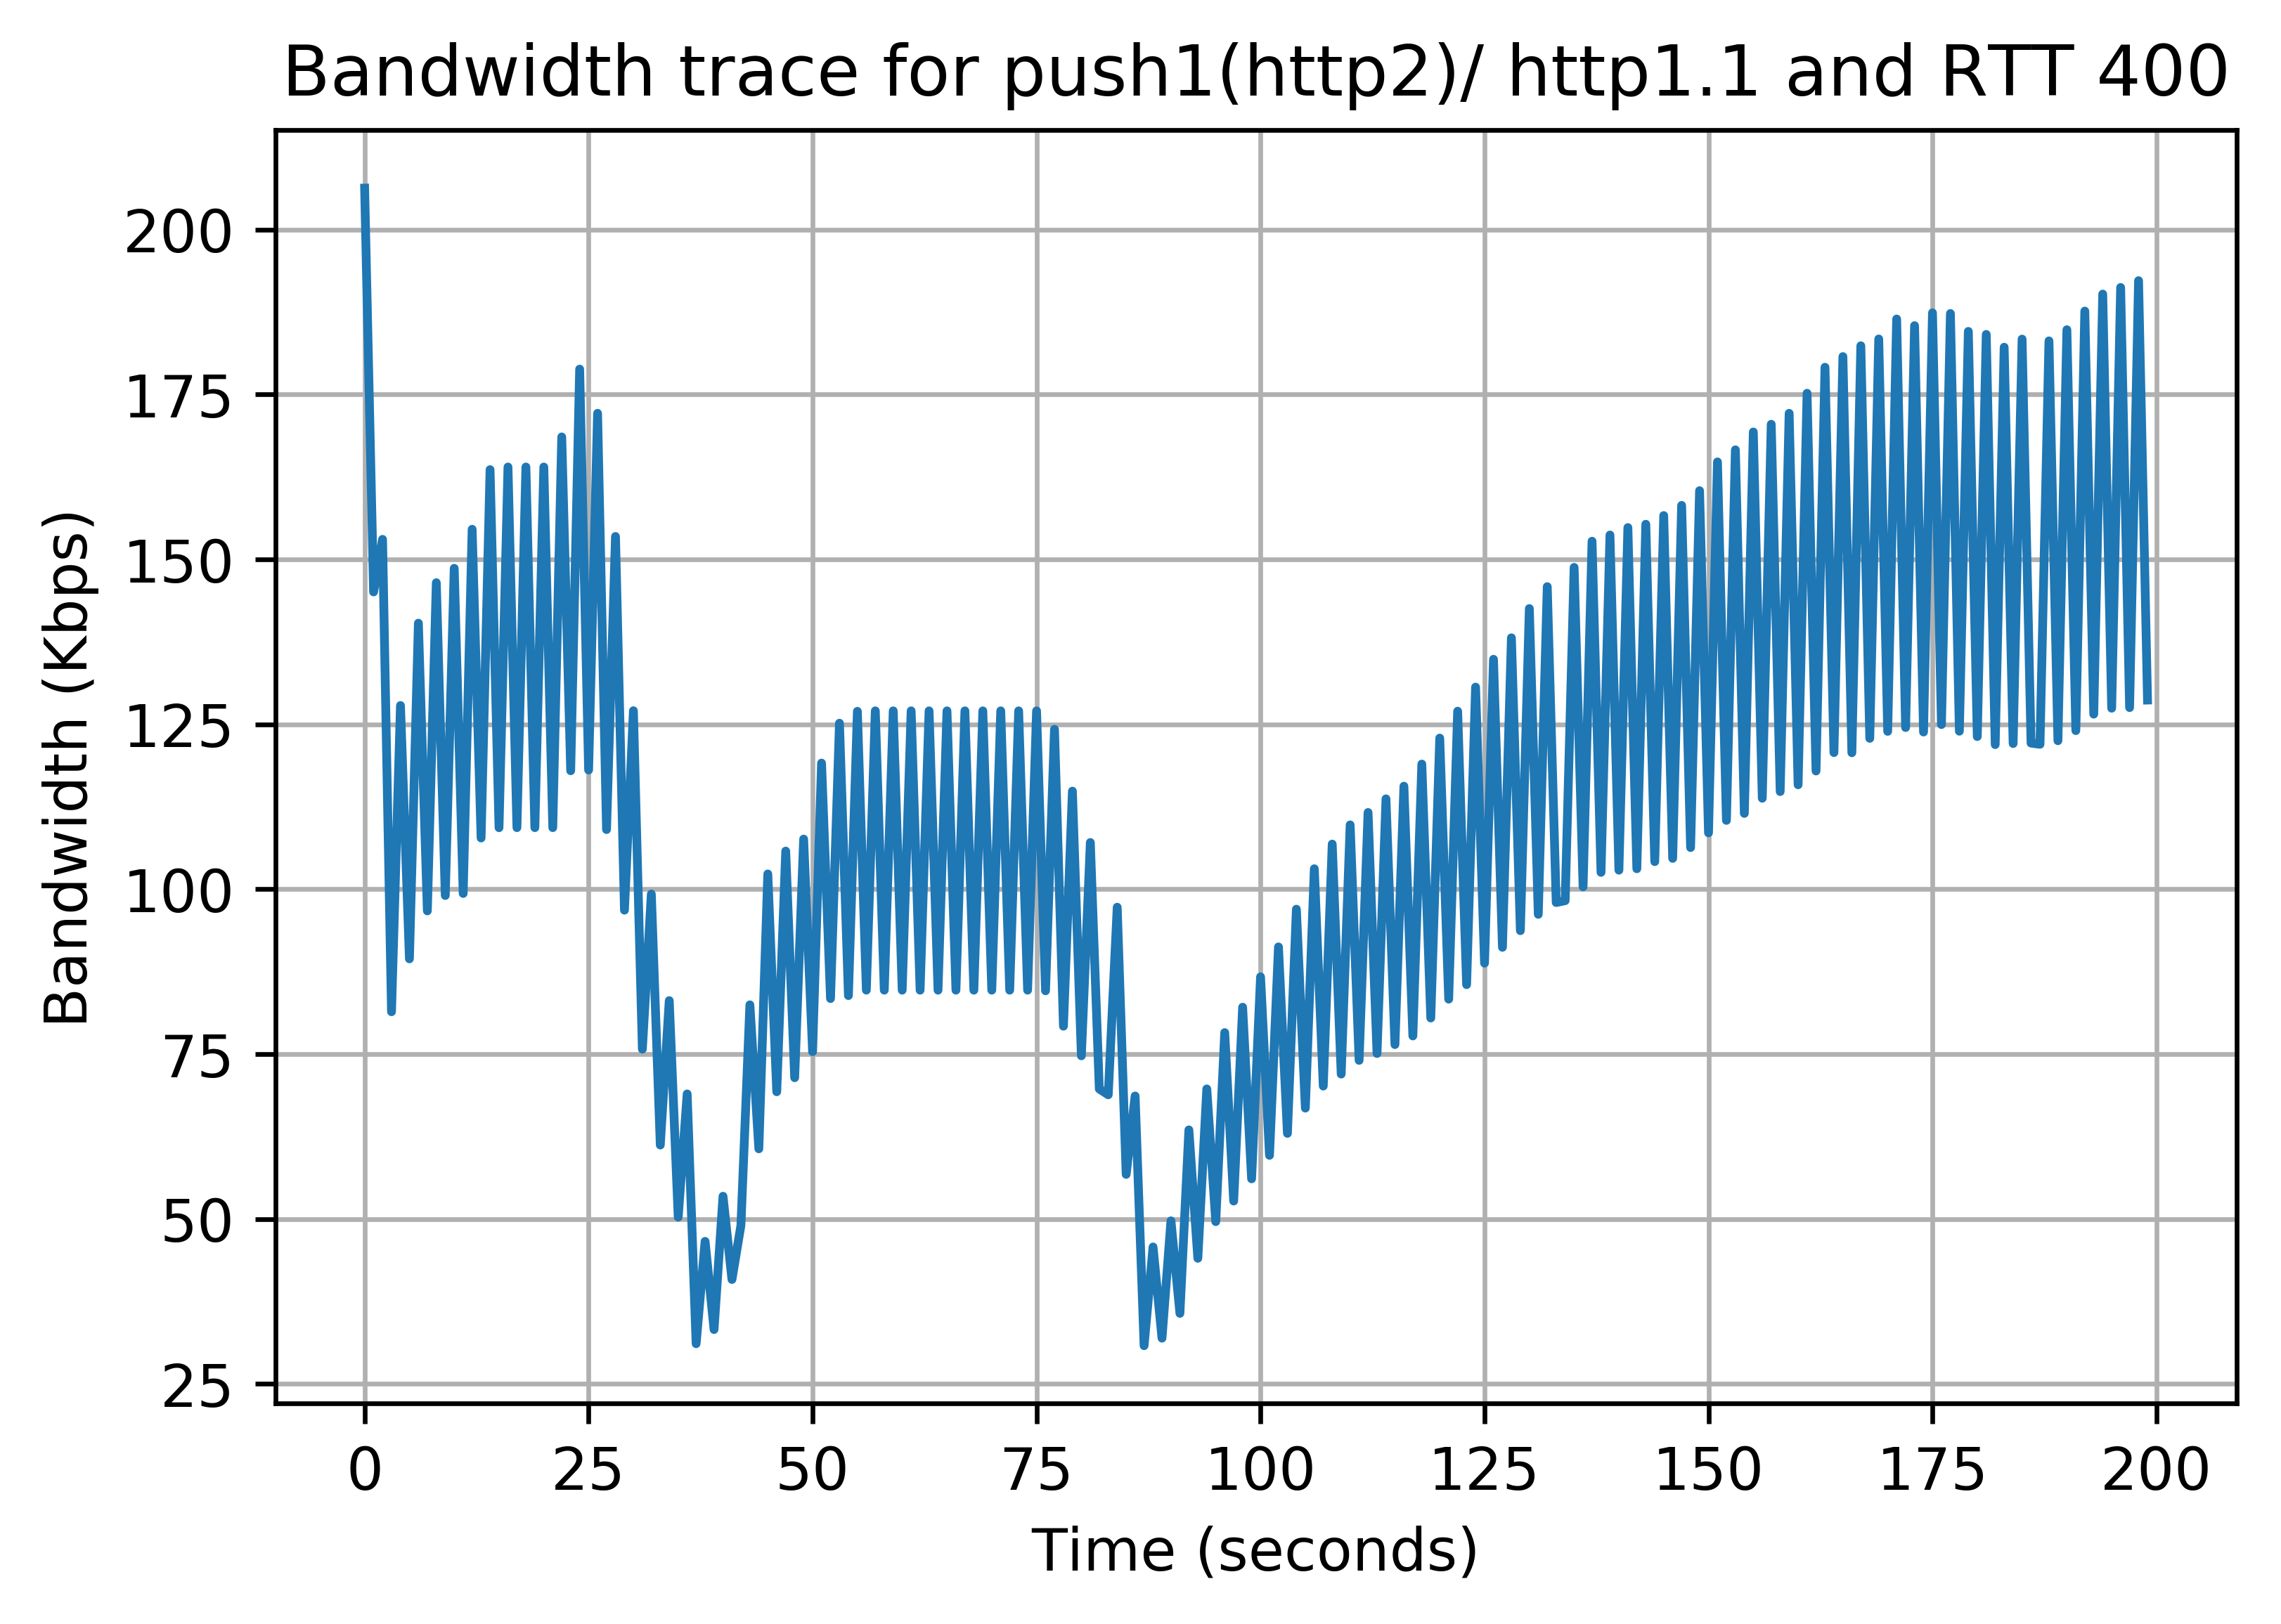 Bandwidth trace for push1(http2)/ http1.1 and RTT 400
Bandwidth (Kbps)
200
175
150
125
100
75
50
25
0 25 50 75 100 125 150 175 200
Time (seconds)